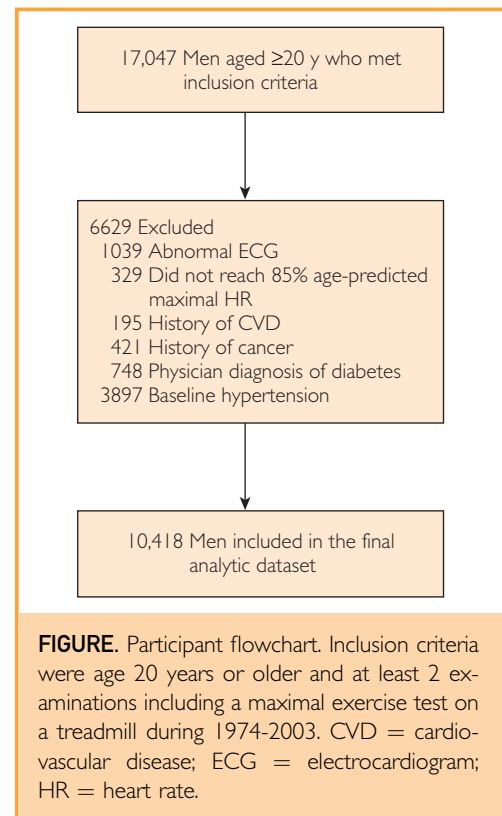 17,047 Men aged ≥20 y who met
inclusion criteria
6629 Excluded
1039 Abnormal ECG
329 Did not reach 85% age-predicted
maximal HR
195 History of CVD
421 History of cancer
748 Physician diagnosis of diabetes
3897 Baseline hypertension
10,418 Men included in the final
analytic dataset
FIGURE. Participant flowchart. Inclusion criteria
were age 20 years or older and at least 2 ex-
aminations including a maximal exercise test on
a treadmill during 1974-2003. CVD = cardio-
vascular disease; ECG = electrocardiogram;
HR = heart rate.